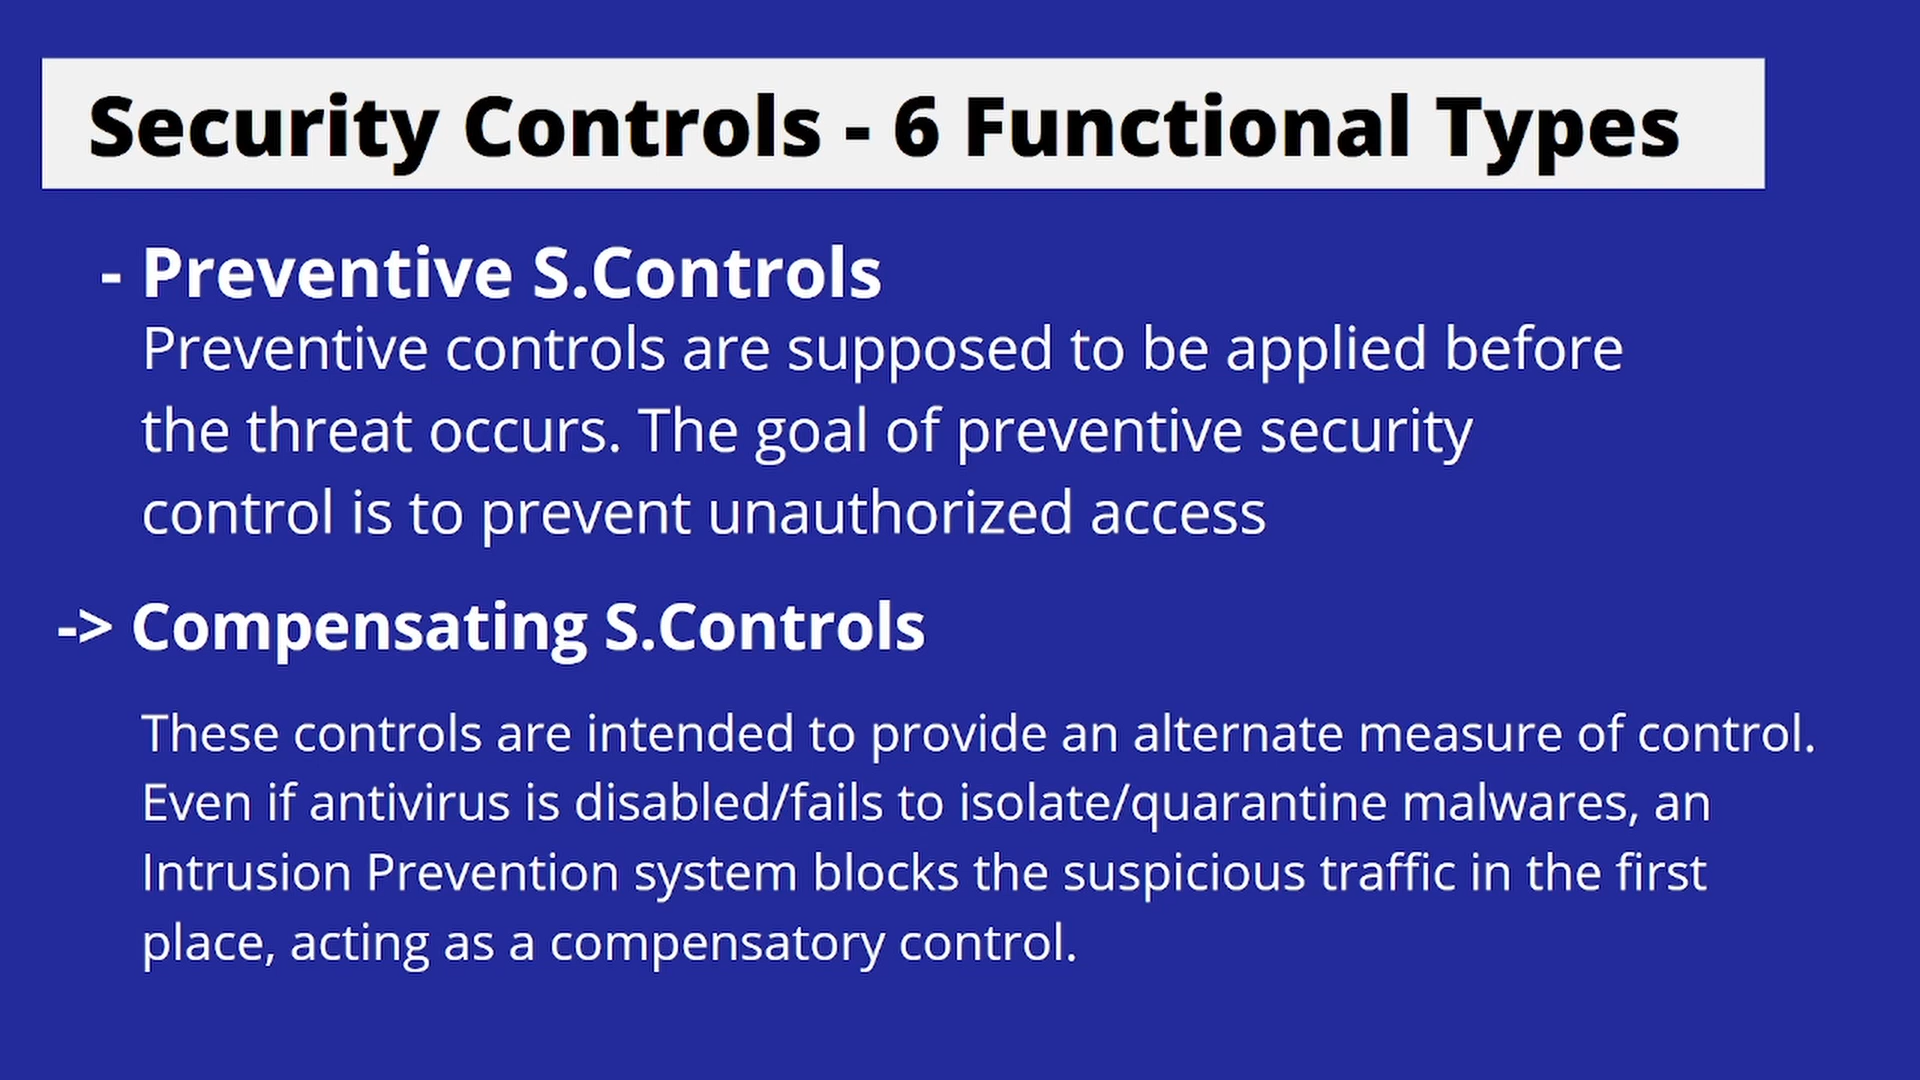 Security Controls - 6 Functional Types
- Preventive S.Controls
Preventive controls are supposed to be applied before
the threat occurs. The goal of preventive security
control is to prevent unauthorized access
-> Compensating S.Controls
These controls are intended to provide an alternate measure of control.
Even if antivirus is disabled/fails to isolate/quarantine malwares, an
Intrusion Prevention system blocks the suspicious traffic in the first
place, acting as a compensatory control.